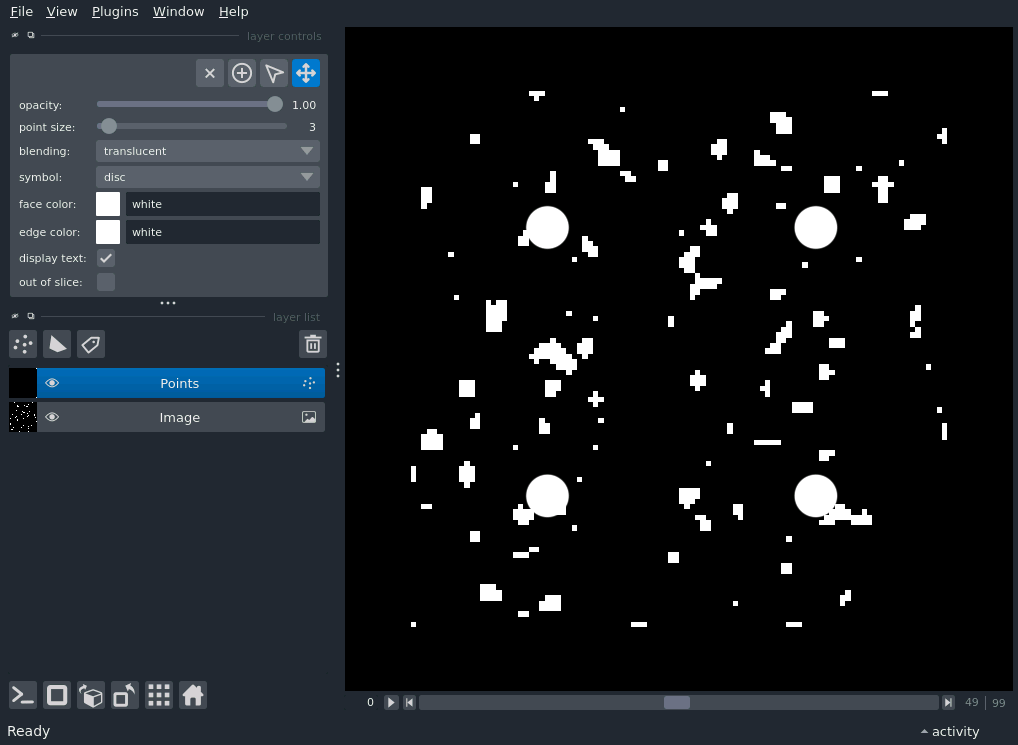 File View Plugins Window Help
layer controls
opacity: 1.00
point size: 3
blending: translucent
symbol: disc
face color: white
edge color: white
display text:
out of slice:
layer list
Points
Image
0 49 | 99
Ready activity